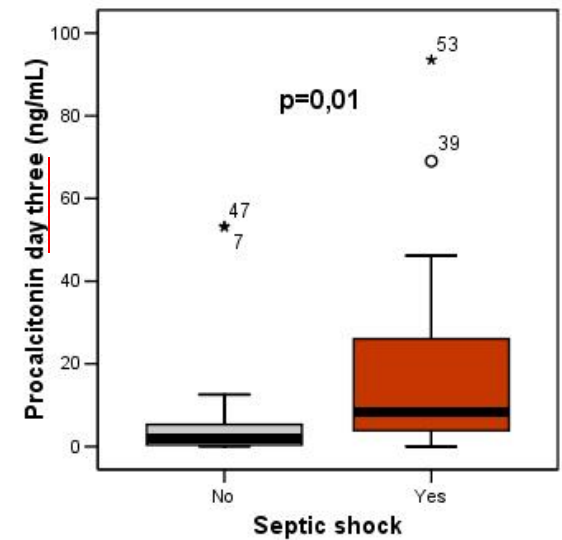 Procalcitonin day three (ng/mL)
100
80
60
40
20
0
p=0,01
53
39
47
7
No
Yes
Septic shock